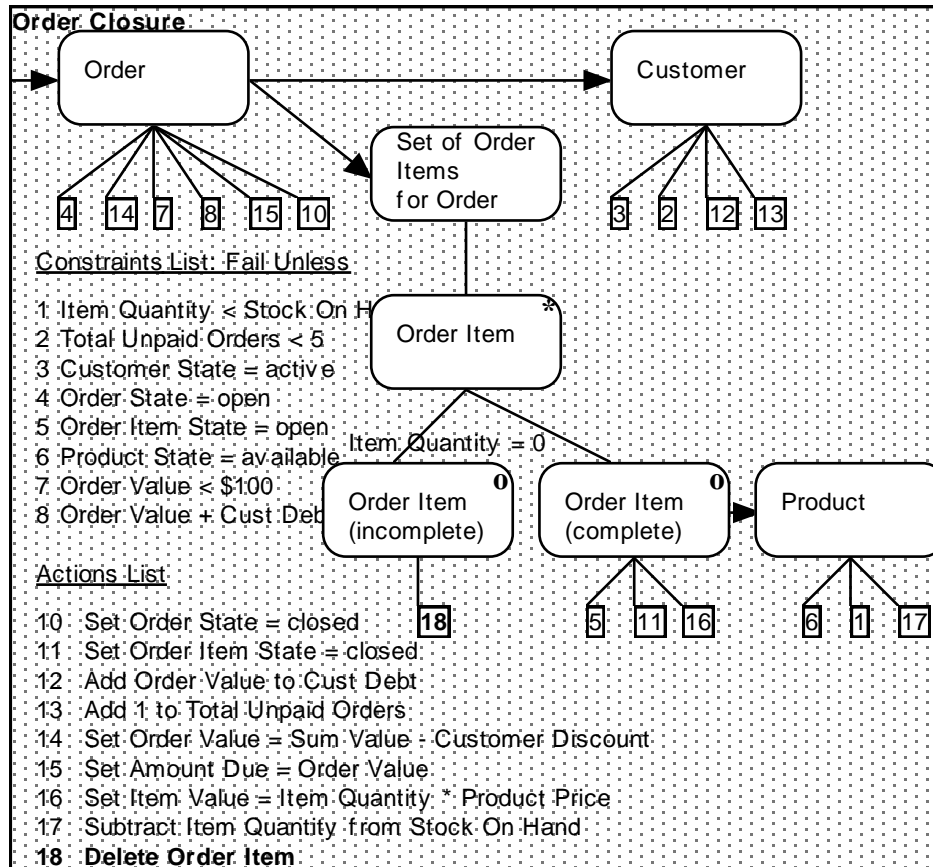 Order Closure
Order
Customer
Set of Order
Items
for Order
4 14 7 8 15 10
3 2 12 13
Constraints List: Fail Unless
1 Item Quantity < Stock On H
2 Total Unpaid Orders < 5
3 Customer State = active
4 Order State = open
5 Order Item State = open
6 Product State = available
7 Order Value < $100
8 Order Value + Cust Deb
*
Order Item
Item Quantity = 0
o
Order Item
(incomplete)
o
Order Item
(complete)
Product
18
5 11 16
6 1 17
Actions List
10 Set Order State = closed
11 Set Order Item State = closed
12 Add Order Value to Cust Debt
13 Add 1 to Total Unpaid Orders
14 Set Order Value = Sum Value - Customer Discount
15 Set Amount Due = Order Value
16 Set Item Value = Item Quantity * Product Price
17 Subtract Item Quantity from Stock On Hand
18 Delete Order Item